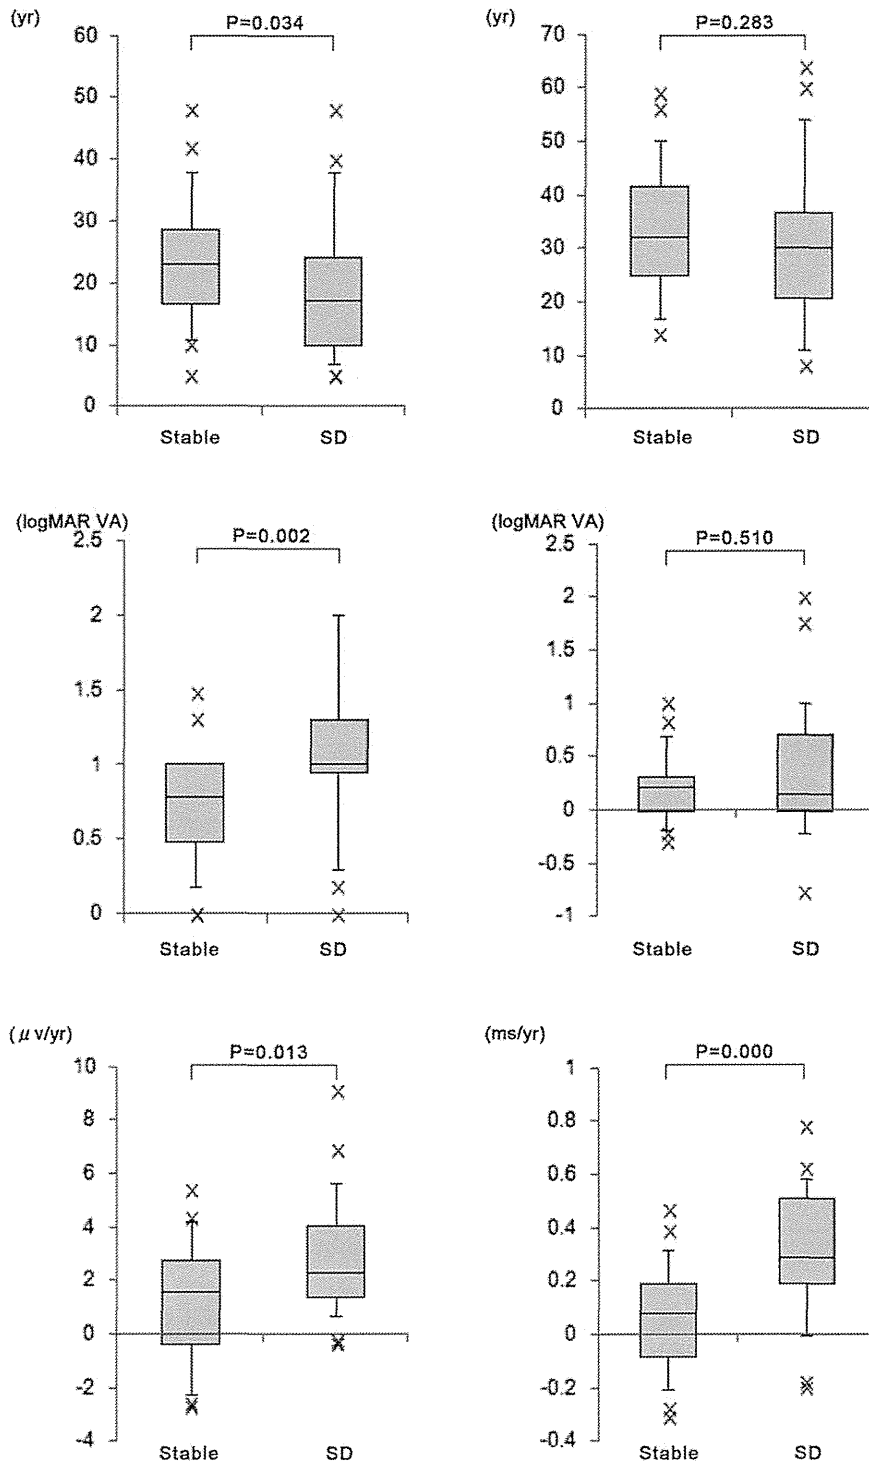 (yr)
P=0.034
60
50
40
30
20
10
0
Stable SD
(yr)
P=0.283
70
60
50
40
30
20
10
0
Stable SD
(logMAR VA)
P=0.002
2.5
2
1.5
1
0.5
0
Stable SD
(logMAR VA)
P=0.510
2.5
2
1.5
1
0.5
0
-0.5
-1
Stable SD
(μv/yr)
P=0.013
10
8
6
4
2
0
-2
-4
Stable SD
(ms/yr)
P=0.000
1
0.8
0.6
0.4
0.2
0
-0.2
-0.4
Stable SD